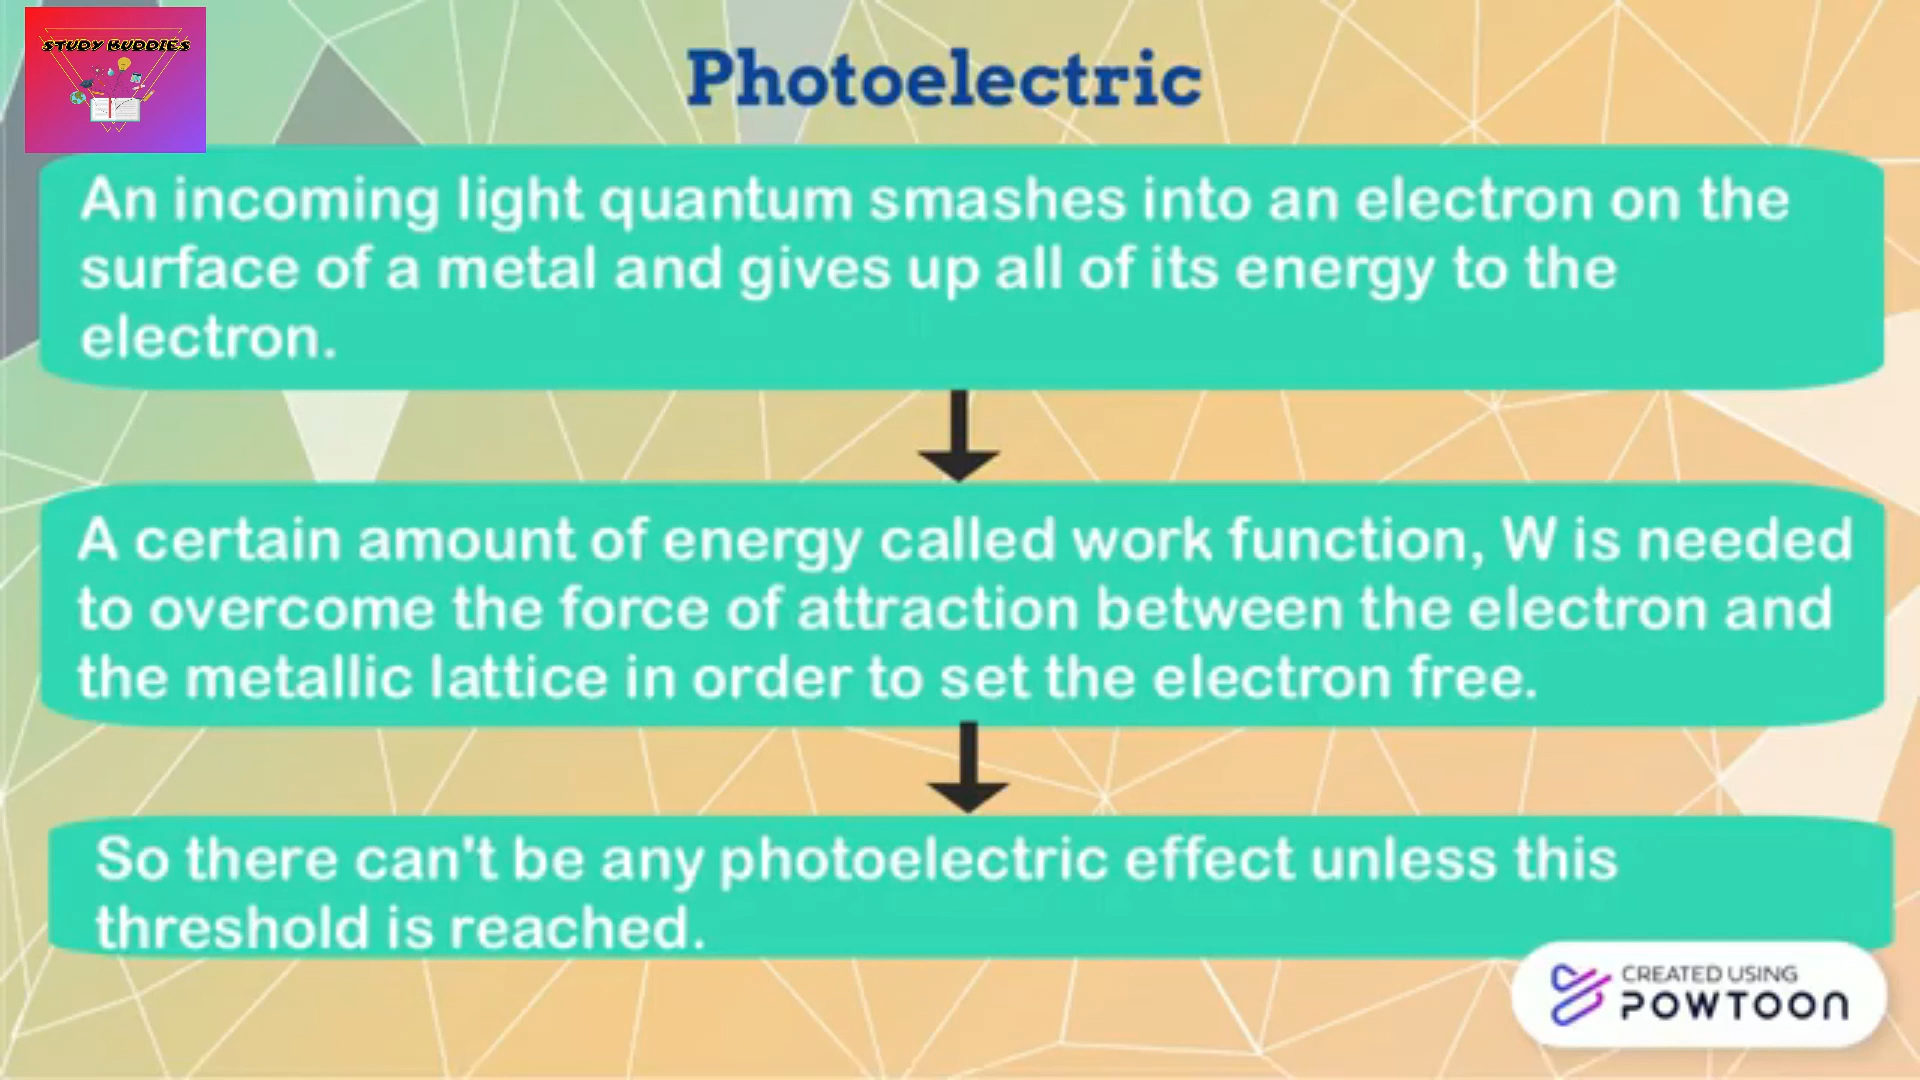 STUDY BUDDIES
Photoelectric
An incoming light quantum smashes into an electron on the
surface of a metal and gives up all of its energy to the
electron.
A certain amount of energy called work function, W is needed
to overcome the force of attraction between the electron and
the metallic lattice in order to set the electron free.
So there can't be any photoelectric effect unless this
threshold is reached.
CREATED USING
POWTOON